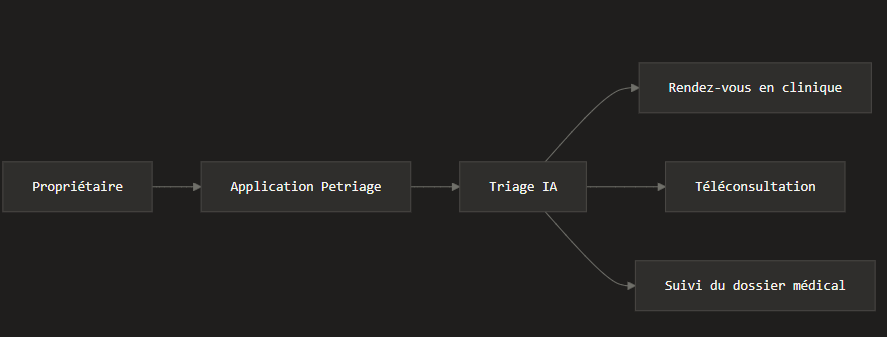 Propriétaire
Application Petriage
Triage IA
Rendez-vous en clinique
Téléconsultation
Suivi du dossier médical